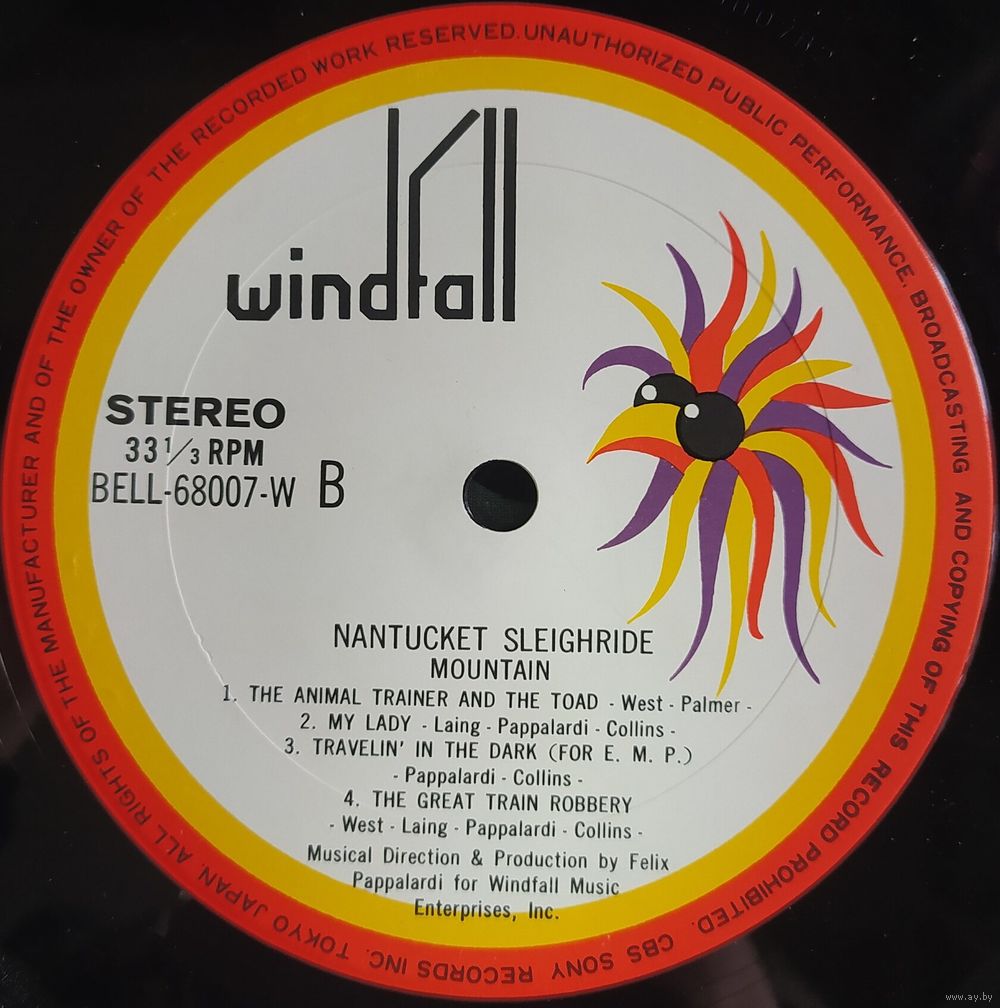 windfall
STEREO
33 1/3 RPM
BELL-68007-W B
NANTUCKET SLEIGHRIDE
MOUNTAIN
1. THE ANIMAL TRAINER AND THE TOAD - West - Palmer -
2. MY LADY - Laing - Pappalardi - Collins -
3. TRAVELIN' IN THE DARK (FOR E. M. P.)
- Pappalardi - Collins -
4. THE GREAT TRAIN ROBBERY
- West - Laing - Pappalardi - Collins -
Musical Direction & Production by Felix
Pappalardi for Windfall Music
Enterprises, Inc.
ALL RIGHTS OF THE MANUFACTURER AND OF THE OWNER OF THE RECORDED WORK RESERVED. UNAUTHORIZED PUBLIC PERFORMANCE, BROADCASTING AND COPYING OF THIS RECORD PROHIBITED. CBS SONY RECORDS INC. TOKYO JAPAN.
www.ay.by